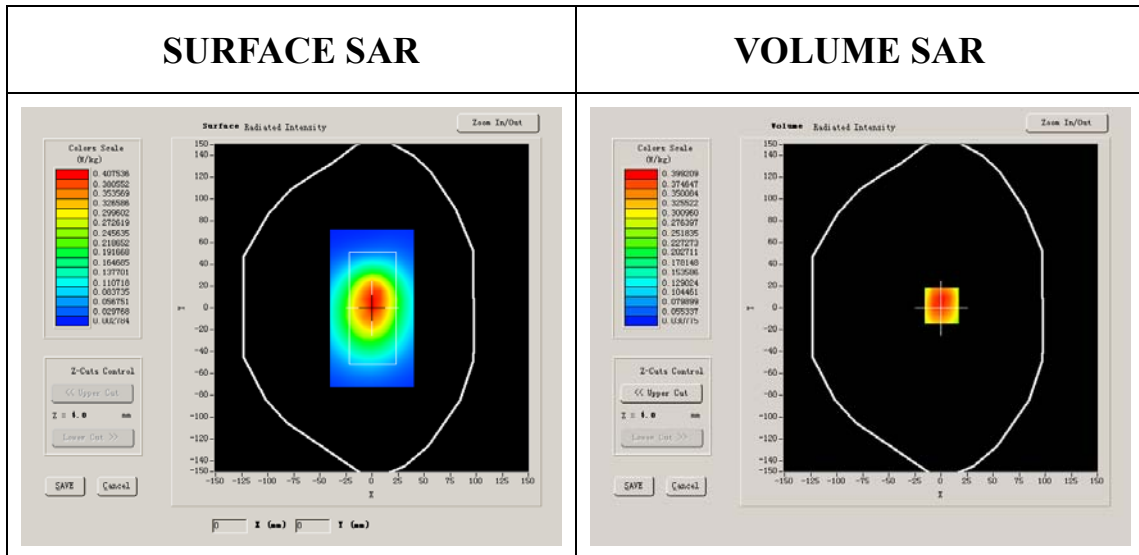 SURFACE SAR
Surface Radiated Intensity
Zoom In/Out
Colors Scale
(W/kg)
0.407536
0.380552
0.353569
0.326586
0.299602
0.272619
0.245635
0.218652
0.191668
0.164685
0.137701
0.110718
0.083735
0.056751
0.029768
0.002784
150
140
120
100
80
60
40
20
0
-20
-40
-60
-80
-100
-120
-140
-150
Y
-150 -125 -100 -75 -50 -25 0 25 50 75 100 125 150
X
Z-Cuts Control
<< Upper Cut
Z = 4.0 mm
Lower Cut >>
SAVE Cancel
0 X (mm) 0 Y (mm)
VOLUME SAR
Volume Radiated Intensity
Zoom In/Out
Colors Scale
(W/kg)
0.399209
0.374647
0.350084
0.325522
0.300960
0.276397
0.251835
0.227273
0.202711
0.178148
0.153586
0.129024
0.104461
0.079899
0.055337
0.030775
150
140
120
100
80
60
40
20
0
-20
-40
-60
-80
-100
-120
-140
-150
Y
-150 -125 -100 -75 -50 -25 0 25 50 75 100 125 150
X
Z-Cuts Control
<< Upper Cut
Z = 4.0 mm
Lower Cut >>
SAVE Cancel